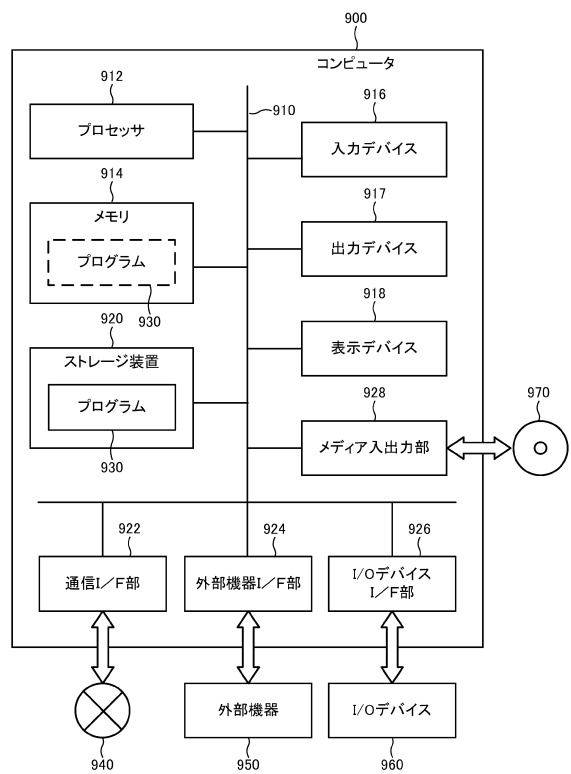 900
コンピュータ
912
プロセッサ
910
916
入力デバイス
914
メモリ
プログラム
930
917
出力デバイス
920
ストレージ装置
プログラム
930
918
表示デバイス
928
メディア入出力部
970
922
通信I／F部
924
外部機器I／F部
926
I/Oデバイス
I／F部
940
外部機器
950
I/Oデバイス
960